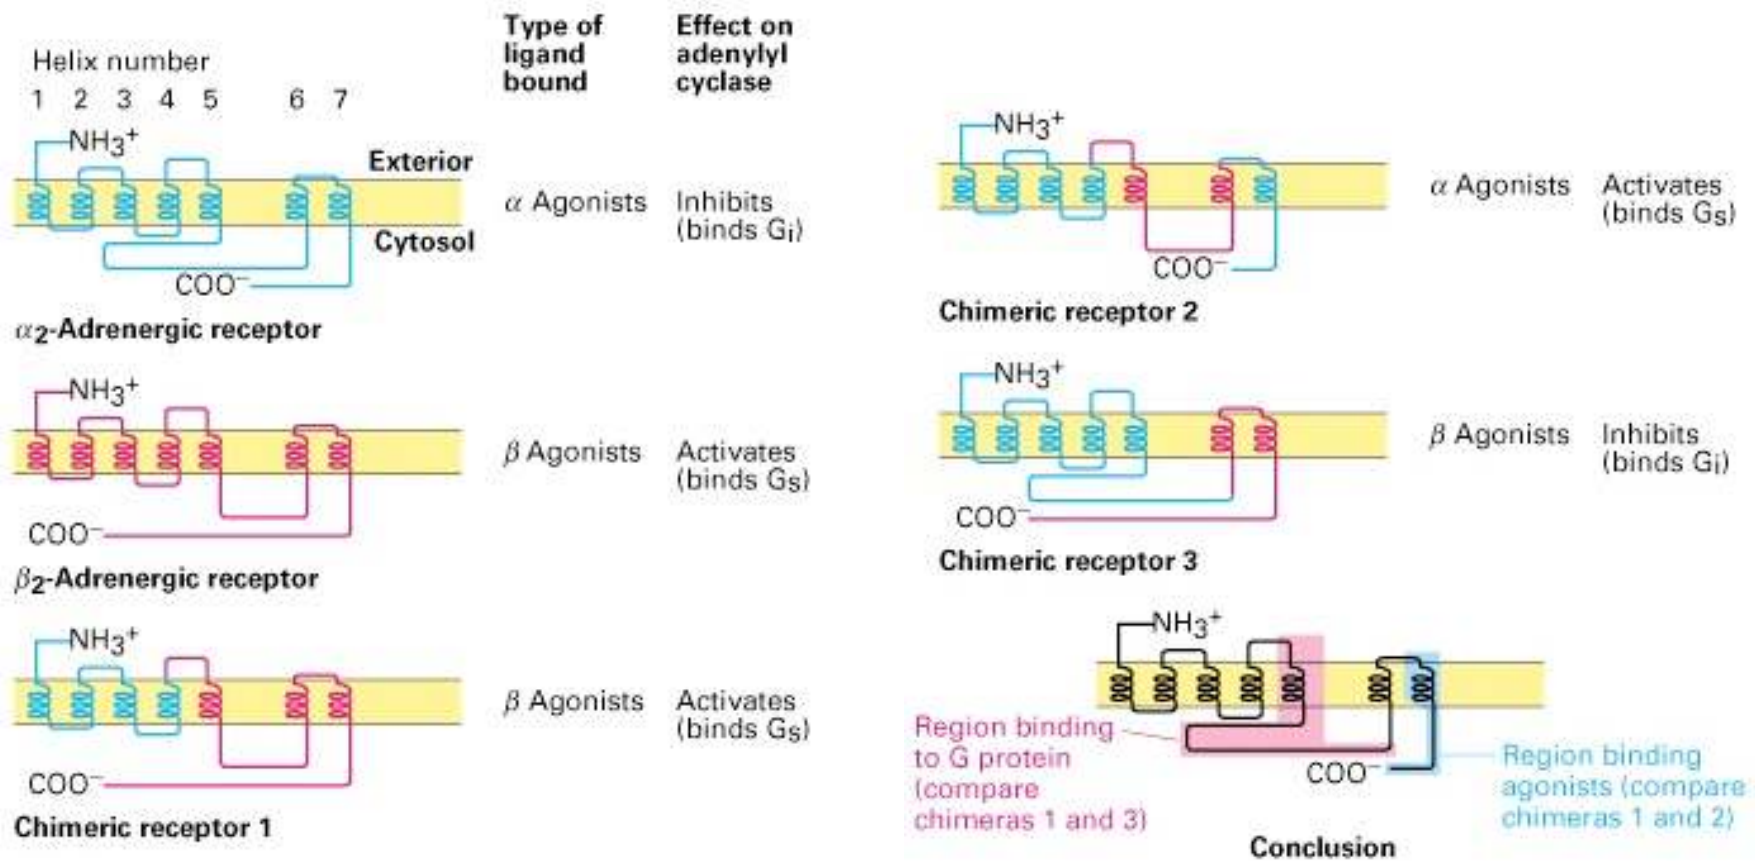 Type of
ligand
bound
Effect on
adenylyl
cyclase
Helix number
1 2 3 4 5 6 7
NH₃⁺
Exterior
Cytosol
COO⁻
α Agonists
Inhibits
(binds Gᵢ)
α₂-Adrenergic receptor
NH₃⁺
COO⁻
β Agonists
Activates
(binds Gₛ)
β₂-Adrenergic receptor
NH₃⁺
COO⁻
β Agonists
Activates
(binds Gₛ)
Chimeric receptor 1
NH₃⁺
COO⁻
α Agonists
Activates
(binds Gₛ)
Chimeric receptor 2
NH₃⁺
COO⁻
β Agonists
Inhibits
(binds Gᵢ)
Chimeric receptor 3
NH₃⁺
Region binding
to G protein
(compare
chimeras 1 and 3)
COO⁻
Region binding
agonists (compare
chimeras 1 and 2)
Conclusion